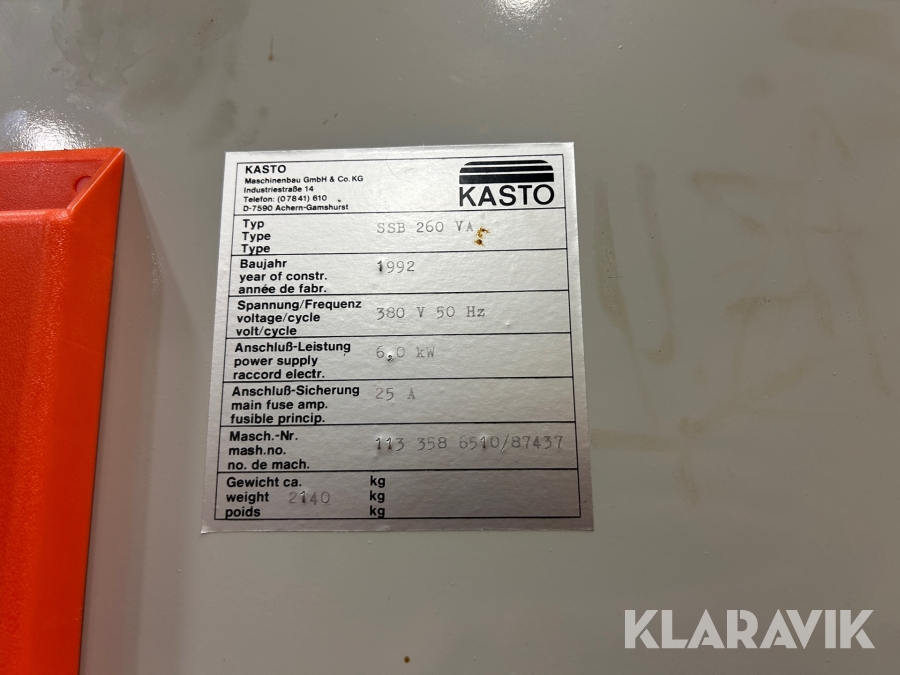 KASTO
Maschinenbau GmbH & Co. KG
Industriestraße 14
Telefon: (07841) 610
D-7590 Achern-Gamshurst
KASTO
Typ
Type SSB 260 VA
Type
Baujahr
year of constr. 1992
année de fabr.
Spannung/Frequenz
voltage/cycle 380 V 50 Hz
volt/cycle
Anschluß-Leistung
power supply 6,0 kW
raccord electr.
Anschluß-Sicherung
main fuse amp. 25 A
fusible princip.
Masch.-Nr.
mash.no. 113 358 6510/87437
no. de mach.
Gewicht ca. kg
weight 2140 kg
poids kg
KLARAVIK